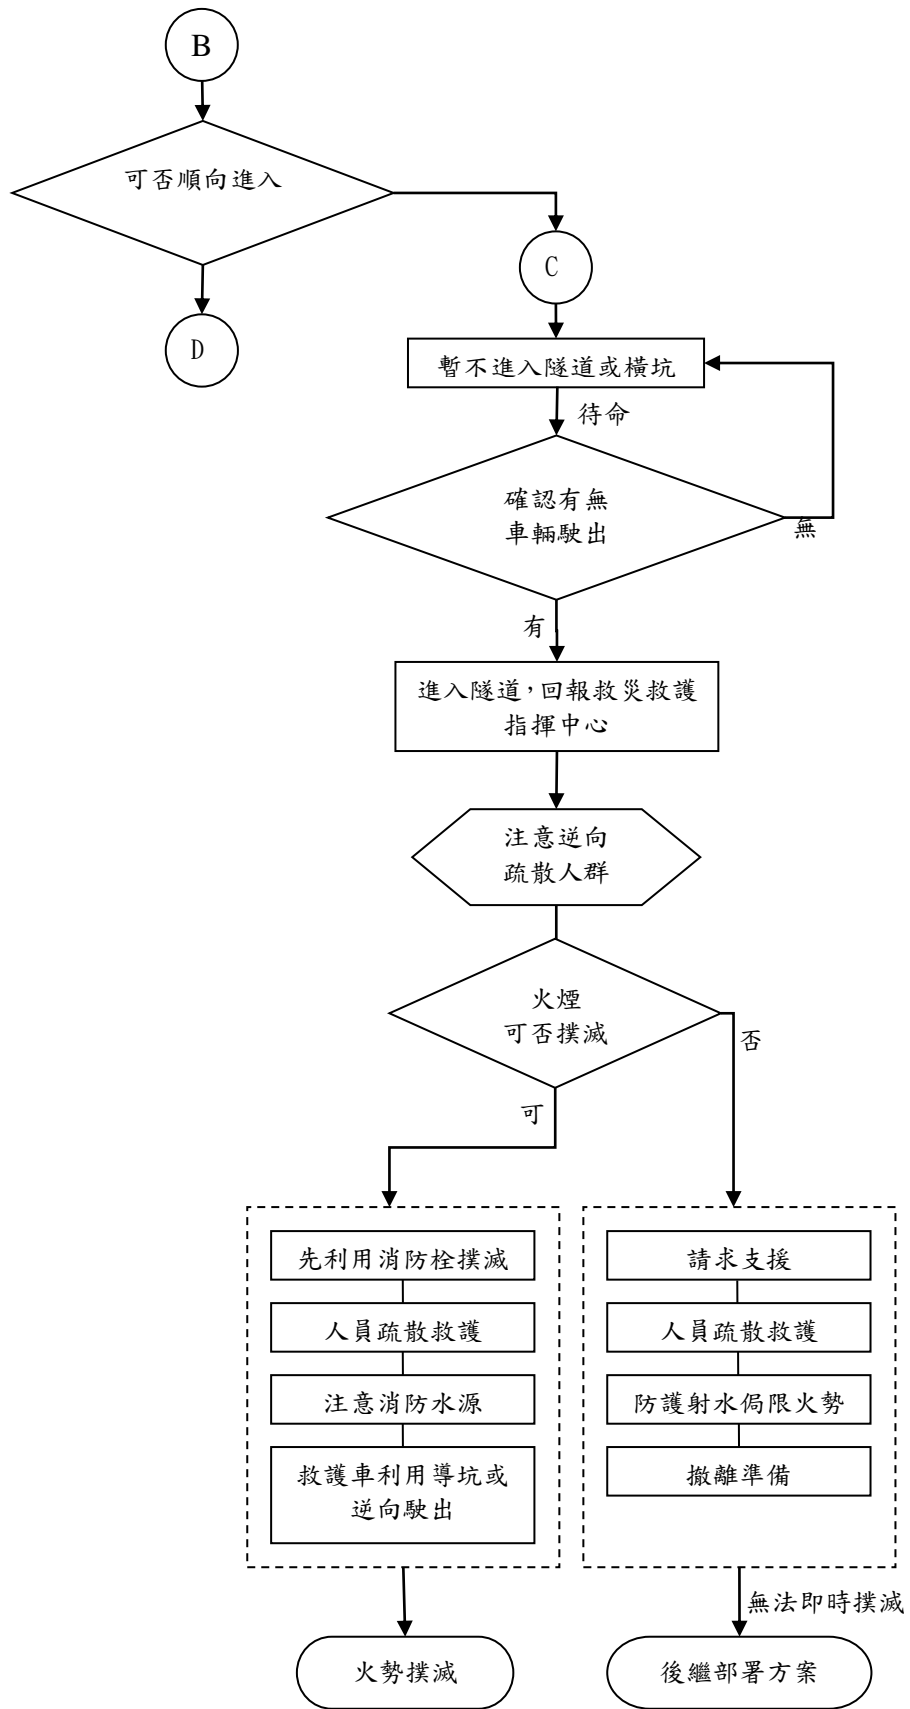 B
可否順向進入
C
D
暫不進入隧道或橫坑
待命
確認有無
車輛駛出
無
有
進入隧道，回報救災救護
指揮中心
注意逆向
疏散人群
火煙
可否撲滅
否
可
先利用消防栓撲滅
人員疏散救護
注意消防水源
救護車利用導坑或
逆向駛出
請求支援
人員疏散救護
防護射水侷限火勢
撤離準備
無法即時撲滅
火勢撲滅
後繼部署方案